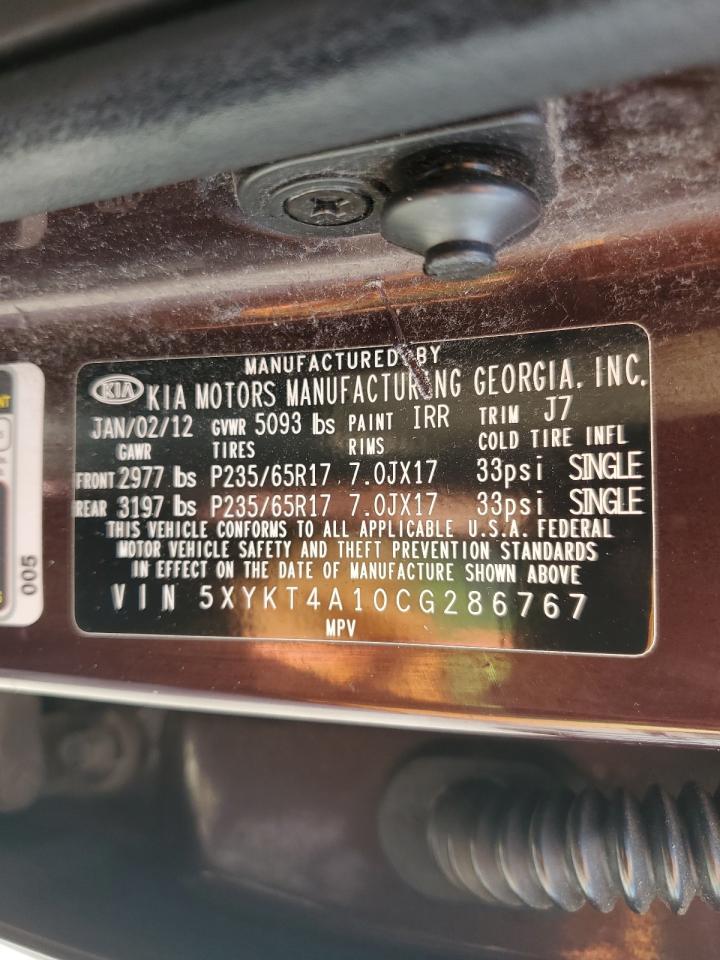 MANUFACTURED BY
KIA KIA MOTORS MANUFACTURING GEORGIA, INC.
JAN/02/12 GVWR 5093 lbs PAINT IRR TRIM J7
GAWR TIRES RIMS COLD TIRE INFL
FRONT 2977 lbs P235/65R17 7.0JX17 33psi SINGLE
REAR 3197 lbs P235/65R17 7.0JX17 33psi SINGLE
THIS VEHICLE CONFORMS TO ALL APPLICABLE U.S.A. FEDERAL
MOTOR VEHICLE SAFETY AND THEFT PREVENTION STANDARDS
IN EFFECT ON THE DATE OF MANUFACTURE SHOWN ABOVE
VIN 5XYKT4A10CG286767
MPV
005